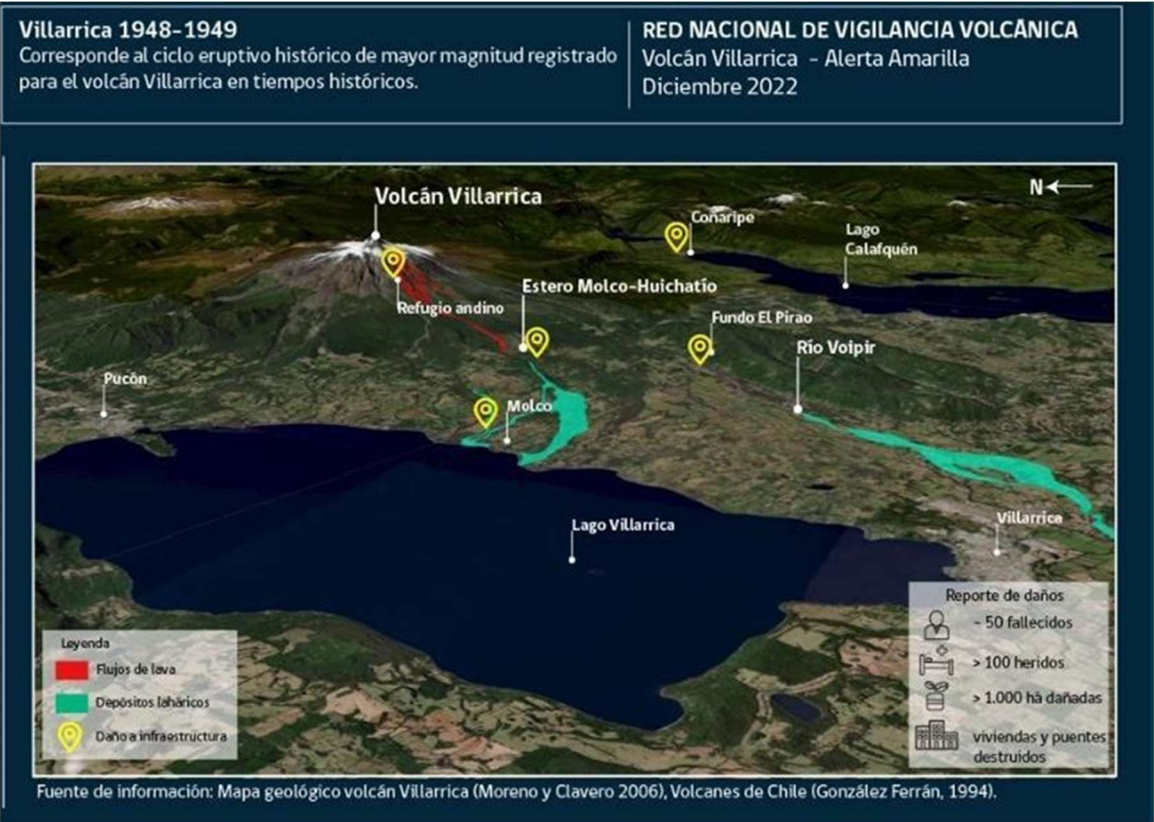 Villarrica 1948-1949
Corresponde al ciclo eruptivo histórico de mayor magnitud registrado
para el volcán Villarrica en tiempos históricos.
RED NACIONAL DE VIGILANCIA VOLCÁNICA
Volcán Villarrica - Alerta Amarilla
Diciembre 2022
N
Volcán Villarrica
Coñaripe
Lago
Calafquén
Estero Molco-Huichatío
Refugio andino
Fundo El Pirao
Río Voipir
Pucón
Molco
Lago Villarrica
Villarrica
Leyenda
Flujos de lava
Depósitos laháricos
Daño a infraestructura
Reporte de daños
~ 50 fallecidos
> 100 heridos
> 1.000 há dañadas
viviendas y puentes
destruidos
Fuente de información: Mapa geológico volcán Villarrica (Moreno y Clavero 2006), Volcanes de Chile (González Ferrán, 1994).